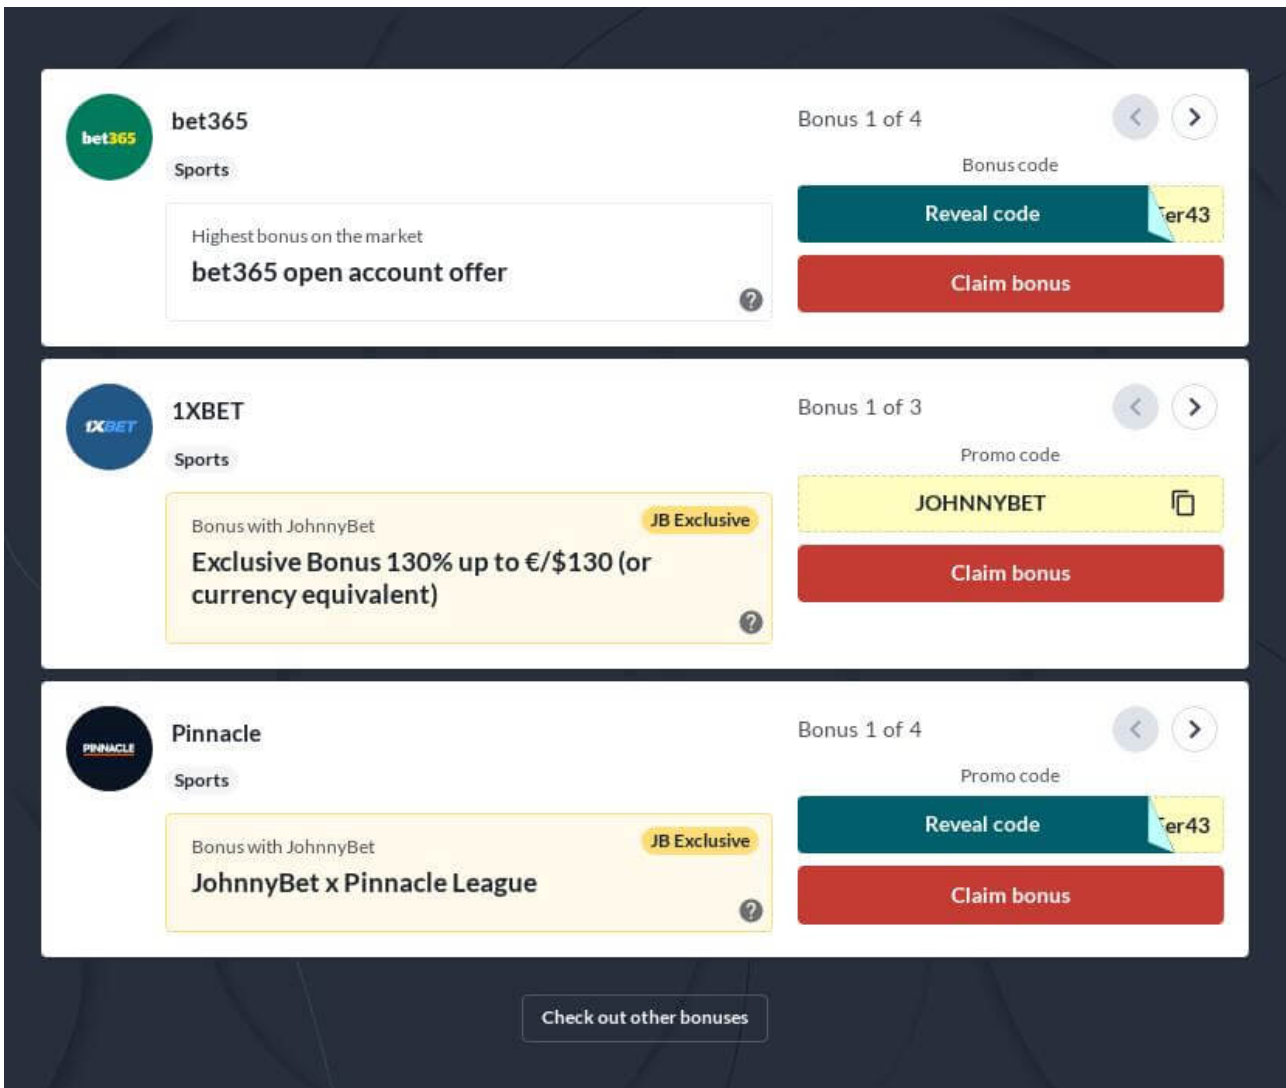 bet365
bet365
Sports
Highest bonus on the market
bet365 open account offer
Bonus 1 of 4
Bonus code
Reveal code
er43
Claim bonus
1XBET
1XBET
Sports
Bonus with JohnnyBet
JB Exclusive
Exclusive Bonus 130% up to €/$130 (or
currency equivalent)
Bonus 1 of 3
Promo code
JOHNNYBET
Claim bonus
PINNACLE
Pinnacle
Sports
Bonus with JohnnyBet
JB Exclusive
JohnnyBet x Pinnacle League
Bonus 1 of 4
Promo code
Reveal code
er43
Claim bonus
Check out other bonuses